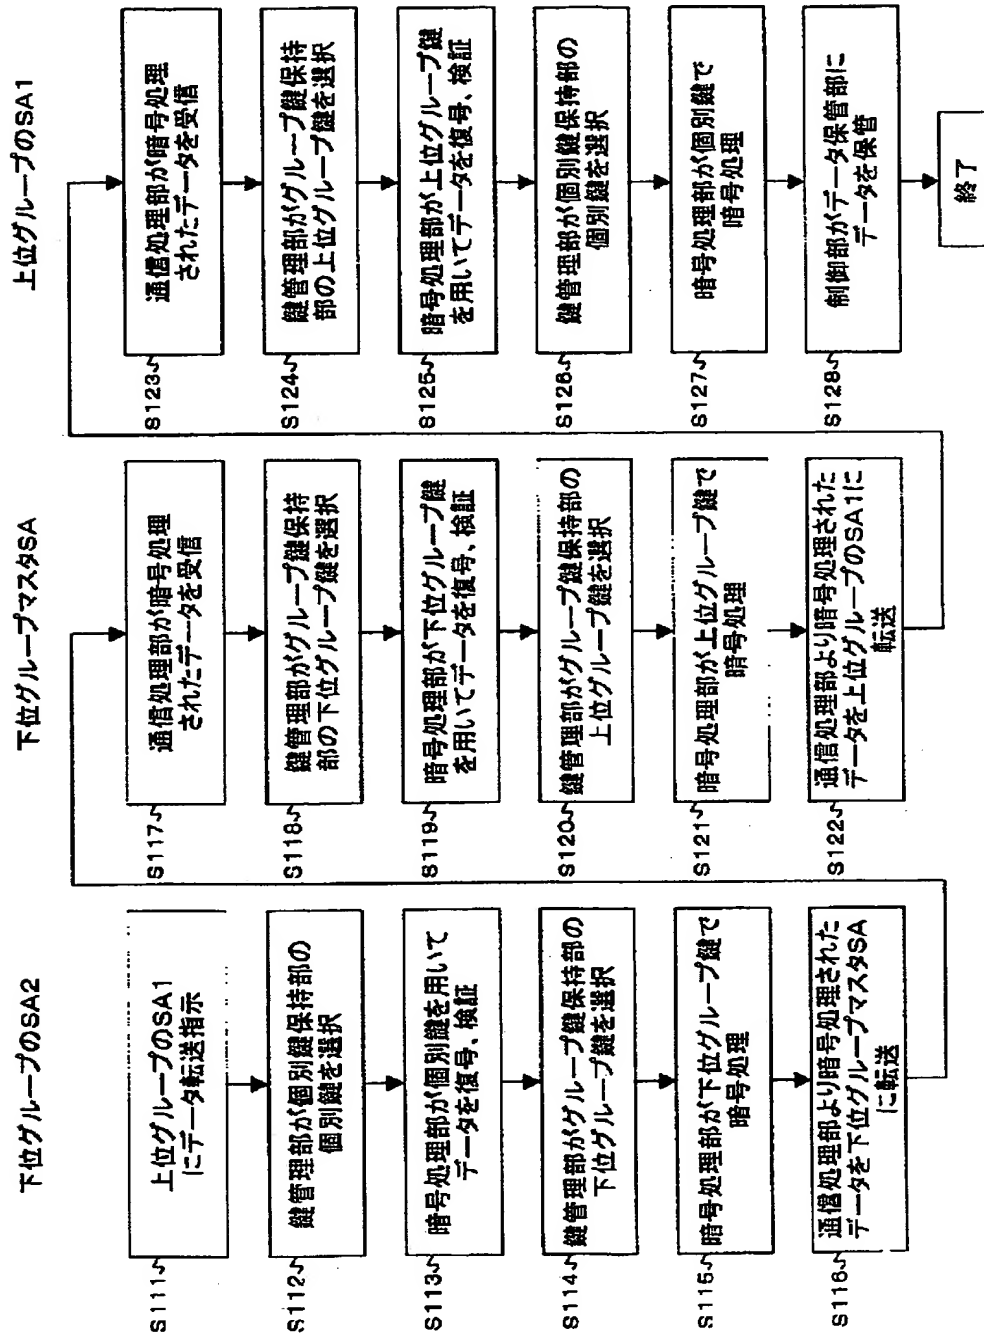 下位グループのSA2
S111
上位グループのSA1
にデータ転送指示
S112
鍵管理部が個別鍵保持部の
個別鍵を選択
S113
暗号処理部が個別鍵を用いて
データを復号、検証
S114
鍵管理部がグループ鍵保持部の
下位グループ鍵を選択
S115
暗号処理部が下位グループ鍵で
暗号処理
S116
通信処理部より暗号処理された
データを下位グループマスタSA
に転送
下位グループマスタSA
S117
通信処理部が暗号処理
されたデータを受信
S118
鍵管理部がグループ鍵保持
部の下位グループ鍵を選択
S119
暗号処理部が下位グループ鍵
を用いてデータを復号、検証
S120
鍵管理部がグループ鍵保持部の
上位グループ鍵を選択
S121
暗号処理部が上位グループ鍵で
暗号処理
S122
通信処理部より暗号処理された
データを上位グループのSA1に
転送
上位グループのSA1
S123
通信処理部が暗号処理
されたデータを受信
S124
鍵管理部がグループ鍵保持
部の上位グループ鍵を選択
S125
暗号処理部が上位グループ鍵
を用いてデータを復号、検証
S126
鍵管理部が個別鍵保持部の
個別鍵を選択
S127
暗号処理部が個別鍵で
暗号処理
S128
制御部がデータ保管部に
データを保管
終了